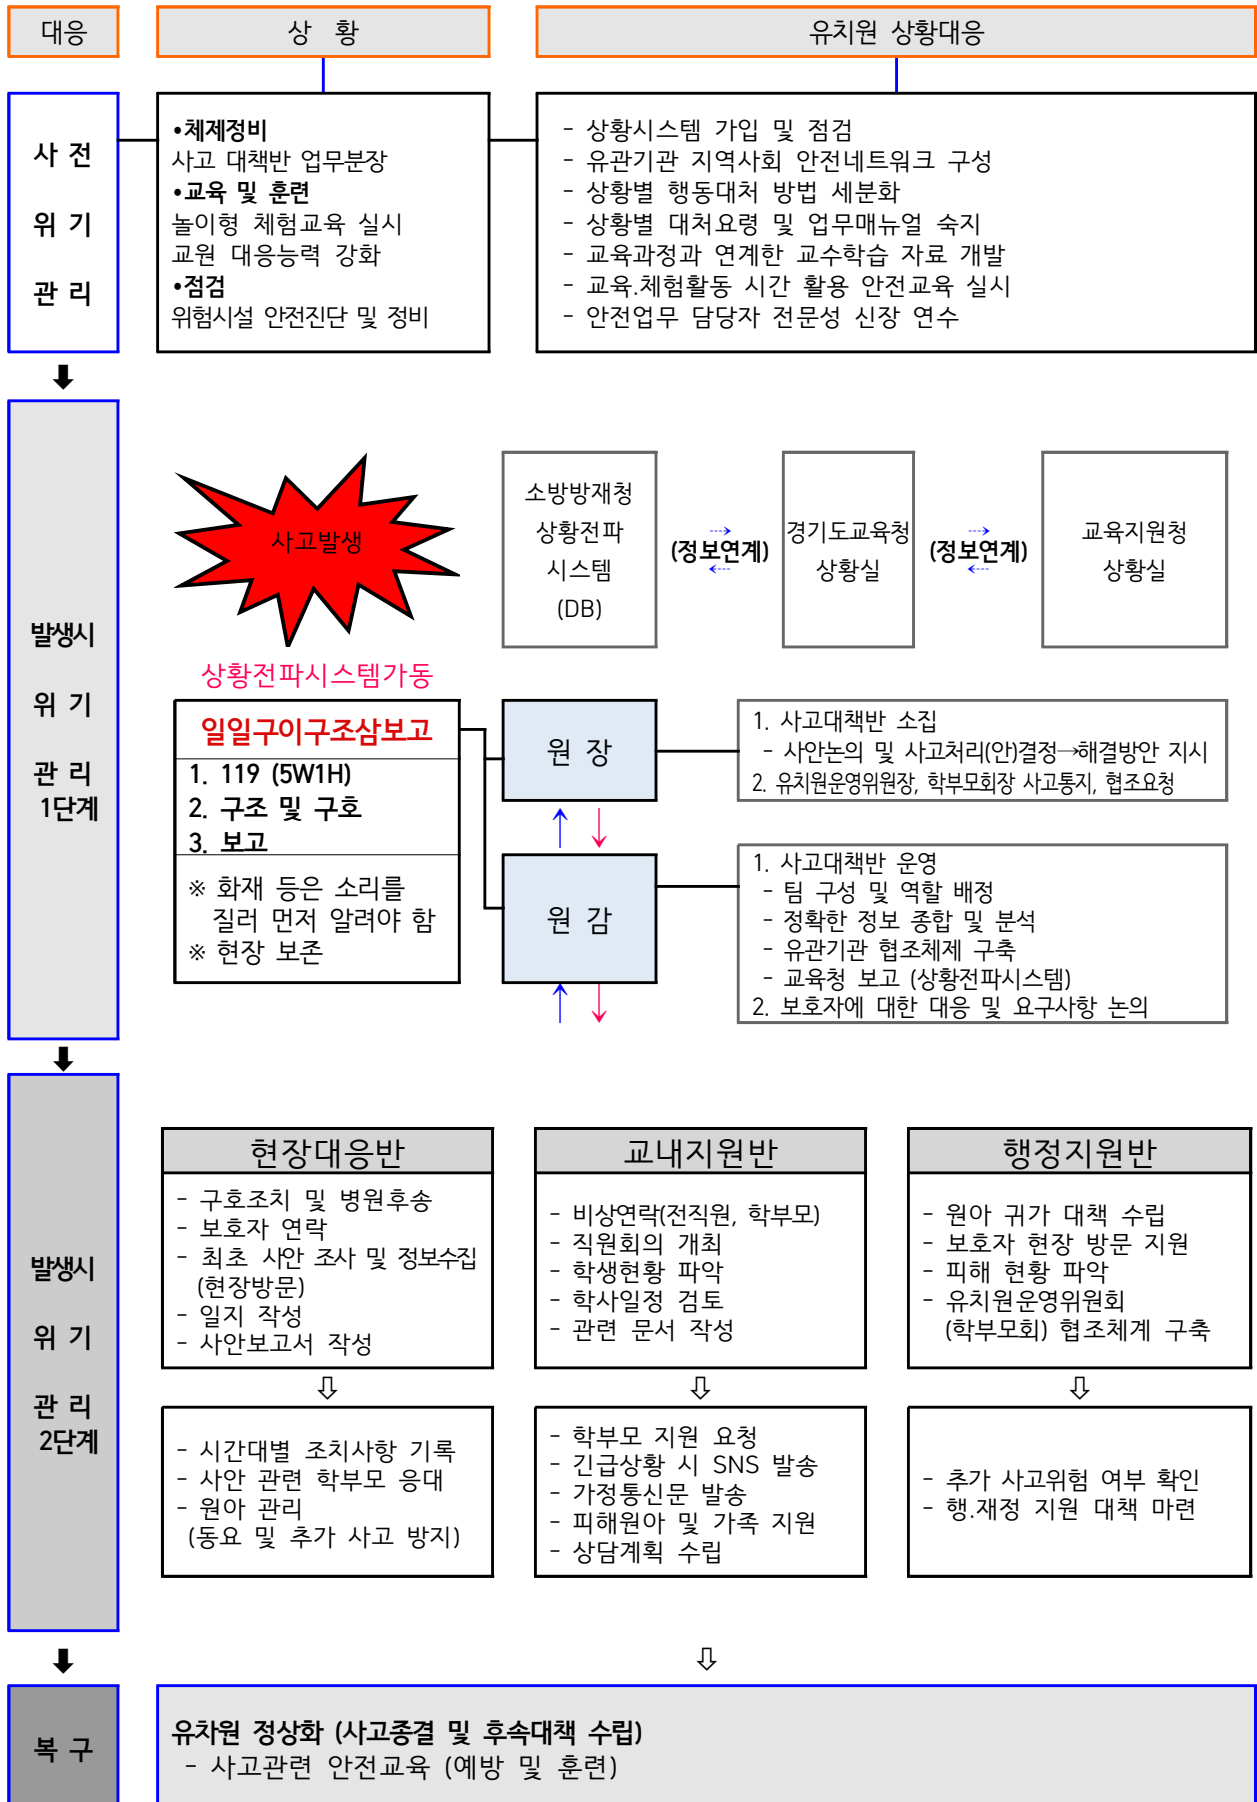 대응
상 황
유치원 상황대응
사 전
위 기
관 리
•체제정비
사고 대책반 업무분장
•교육 및 훈련
놀이형 체험교육 실시
교원 대응능력 강화
•점검
위험시설 안전진단 및 정비
- 상황시스템 가입 및 점검
- 유관기관 지역사회 안전네트워크 구성
- 상황별 행동대처 방법 세분화
- 상황별 대처요령 및 업무매뉴얼 숙지
- 교육과정과 연계한 교수학습 자료 개발
- 교육.체험활동 시간 활용 안전교육 실시
- 안전업무 담당자 전문성 신장 연수
발생시
위 기
관 리
1단계
사고발생
소방방재청
상황전파
시스템
(DB)
(정보연계)
경기도교육청
상황실
(정보연계)
교육지원청
상황실
상황전파시스템가동
일일구이구조삼보고
1. 119 (5W1H)
2. 구조 및 구호
3. 보고
※ 화재 등은 소리를
질러 먼저 알려야 함
※ 현장 보존
원 장
1. 사고대책반 소집
- 사안논의 및 사고처리(안)결정→해결방안 지시
2. 유치원운영위원장, 학부모회장 사고통지, 협조요청
원 감
1. 사고대책반 운영
- 팀 구성 및 역할 배정
- 정확한 정보 종합 및 분석
- 유관기관 협조체제 구축
- 교육청 보고 (상황전파시스템)
2. 보호자에 대한 대응 및 요구사항 논의
발생시
위 기
관 리
2단계
현장대응반
- 구호조치 및 병원후송
- 보호자 연락
- 최초 사안 조사 및 정보수집
(현장방문)
- 일지 작성
- 사안보고서 작성
교내지원반
- 비상연락(전직원, 학부모)
- 직원회의 개최
- 학생현황 파악
- 학사일정 검토
- 관련 문서 작성
행정지원반
- 원아 귀가 대책 수립
- 보호자 현장 방문 지원
- 피해 현황 파악
- 유치원운영위원회
(학부모회) 협조체계 구축
- 시간대별 조치사항 기록
- 사안 관련 학부모 응대
- 원아 관리
(동요 및 추가 사고 방지)
- 학부모 지원 요청
- 긴급상황 시 SNS 발송
- 가정통신문 발송
- 피해원아 및 가족 지원
- 상담계획 수립
- 추가 사고위험 여부 확인
- 행.재정 지원 대책 마련
복 구
유차원 정상화 (사고종결 및 후속대책 수립)
- 사고관련 안전교육 (예방 및 훈련)